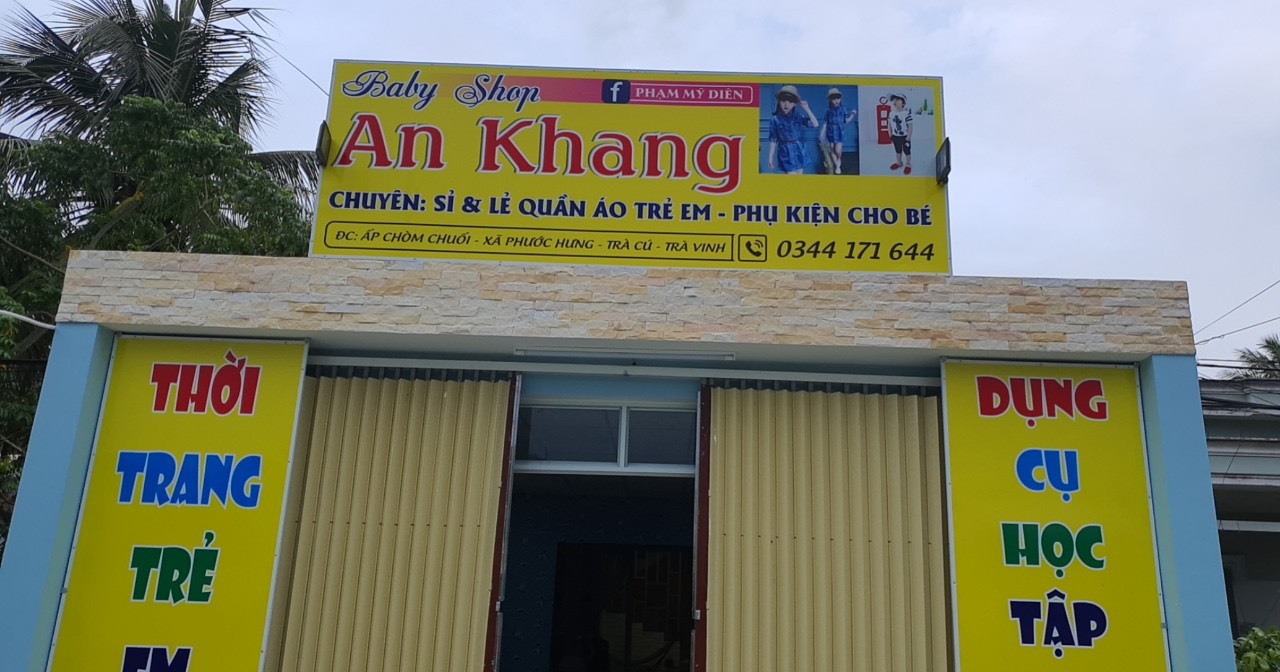 Baby Shop
f PHẠM MỸ DIÊN
An Khang
CHUYÊN: SỈ & LẺ QUẦN ÁO TRẺ EM - PHỤ KIỆN CHO BÉ
ĐC: ẤP CHÒM CHUỐI - XÃ PHƯỚC HƯNG - TRÀ CÚ - TRÀ VINH
0344 171 644
THỜI
TRANG
TRẺ
EM
DỤNG
CỤ
HỌC
TẬP